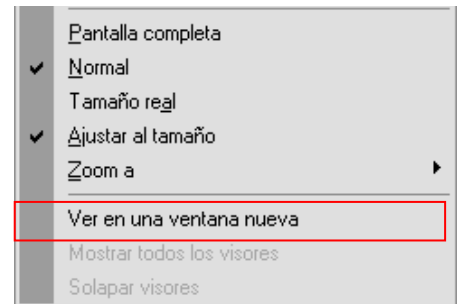 Pantalla completa
Normal
Tamaño real
Ajustar al tamaño
Zoom a
Ver en una ventana nueva
Mostrar todos los visores
Solapar visores